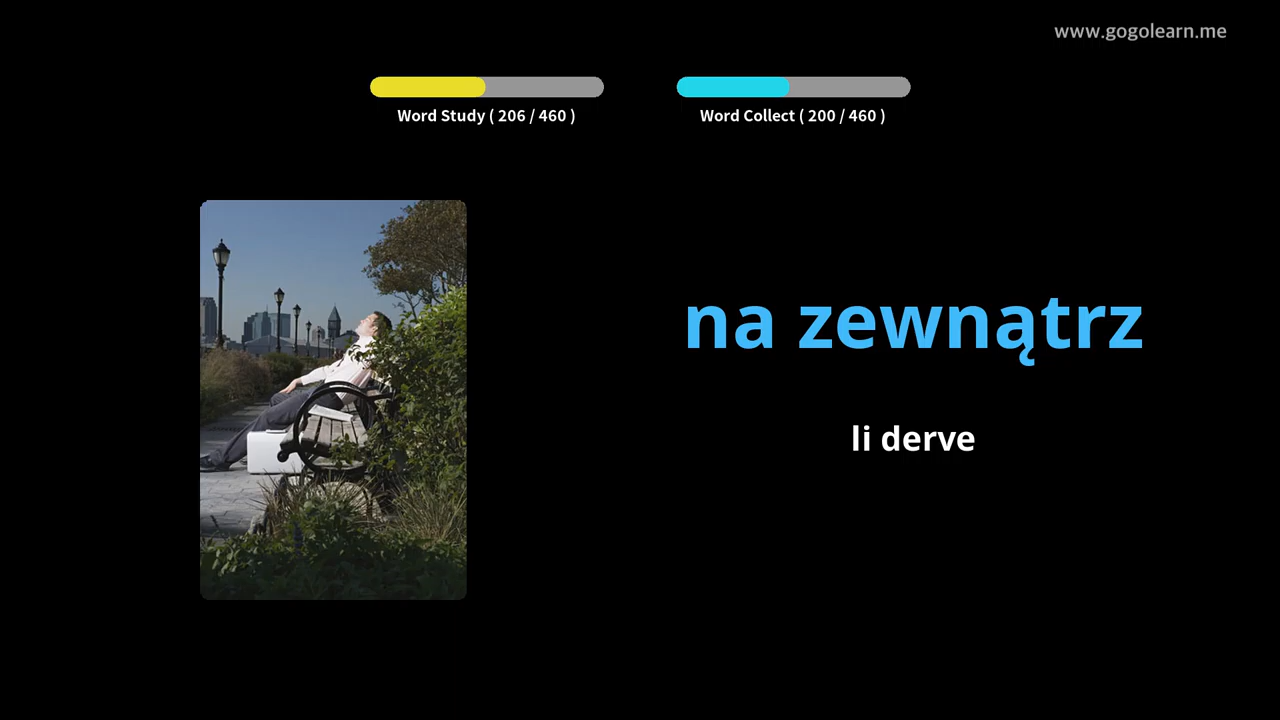 www.gogolearn.me
Word Study ( 206 / 460 )
Word Collect ( 200 / 460 )
na zewnątrz
li derve